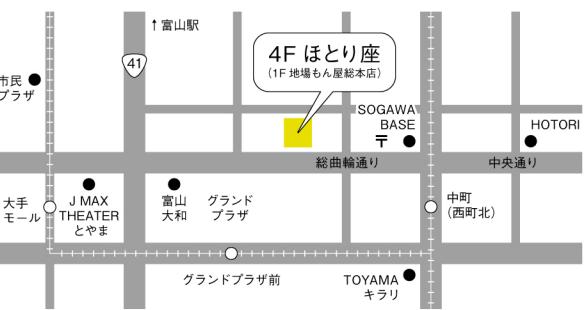 ↑富山駅
41
4F ほとり座
（1F 地場もん屋総本店）
市民
プラザ
SOGAWA
BASE
〒
HOTORI
総曲輪通り
中央通り
大手
モール
J MAX
THEATER
とやま
富山
大和
グランド
プラザ
中町
（西町北）
グランドプラザ前
TOYAMA
キラリ